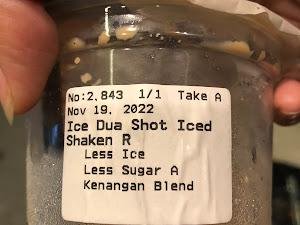 No:2,843 1/1 Take A
Nov 19, 2022
Ice Dua Shot Iced
Shaken R
Less Ice
Less Sugar A
Kenangan Blend